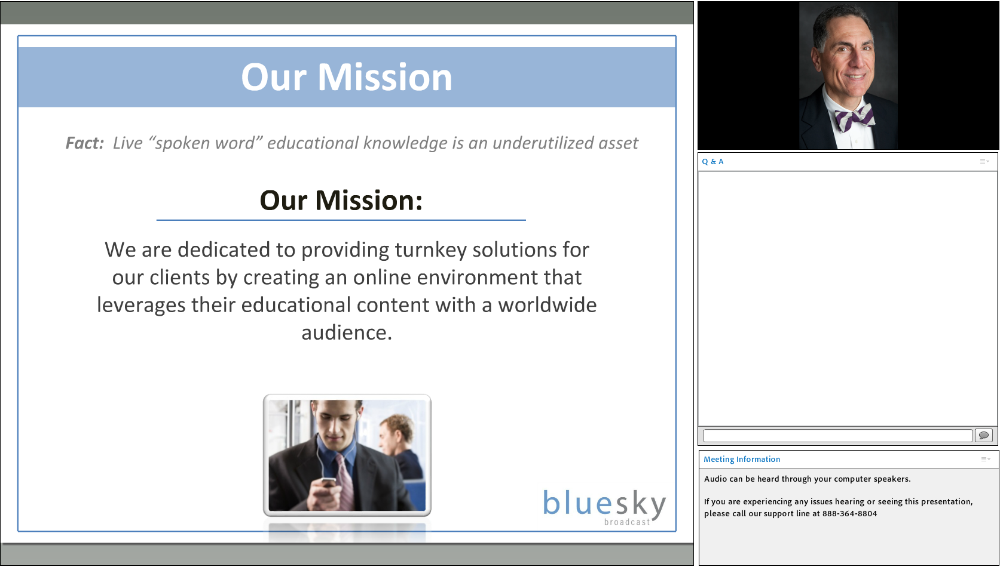 Our Mission
Fact: Live “spoken word” educational knowledge is an underutilized asset
Our Mission:
We are dedicated to providing turnkey solutions for
our clients by creating an online environment that
leverages their educational content with a worldwide
audience.
bluesky
broadcast
Q & A
Meeting Information
Audio can be heard through your computer speakers.
If you are experiencing any issues hearing or seeing this presentation,
please call our support line at 888-364-8804